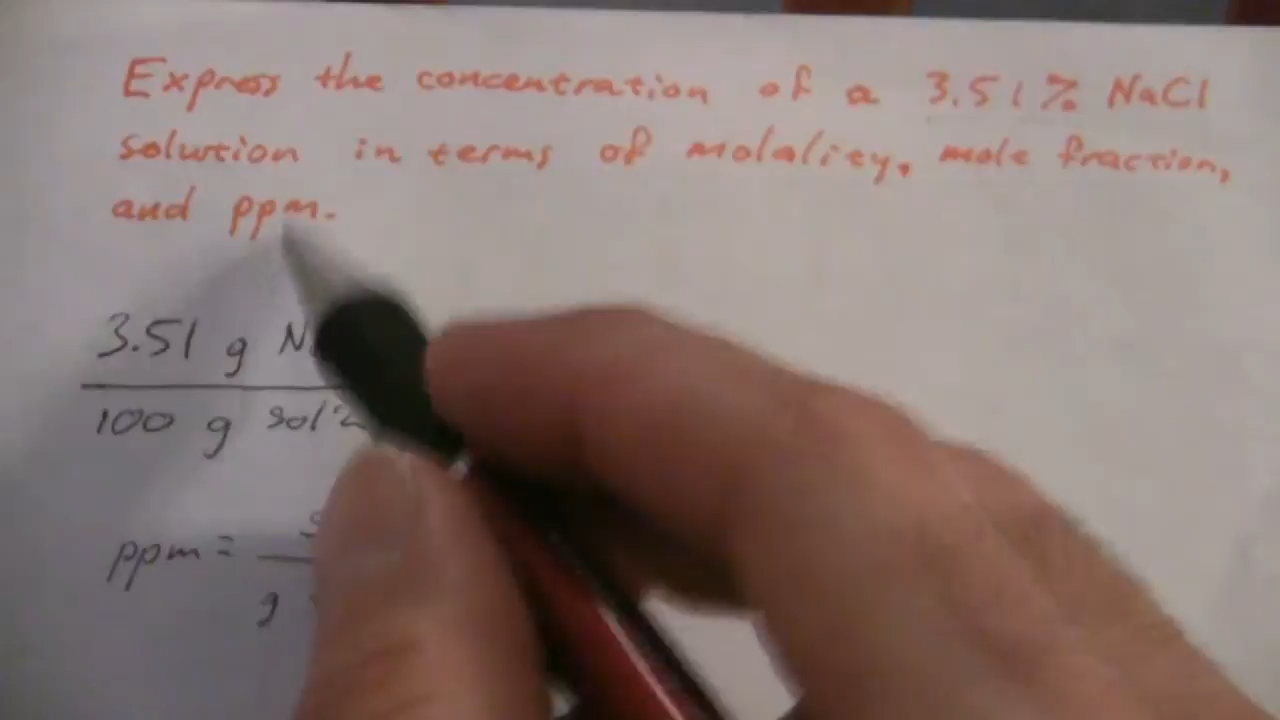 Express the concentration of a 3.51% NaCl
solution in terms of molality, mole fraction,
and ppm.
3.51 g
100 g sol'n
ppm =
g